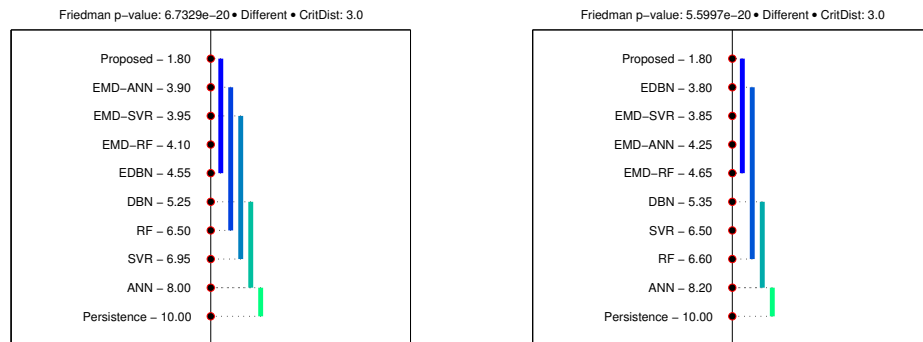 Friedman p-value: 6.7329e−20 • Different • CritDist: 3.0
Proposed − 1.80
EMD−ANN − 3.90
EMD−SVR − 3.95
EMD−RF − 4.10
EDBN − 4.55
DBN − 5.25
RF − 6.50
SVR − 6.95
ANN − 8.00
Persistence − 10.00
Friedman p-value: 5.5997e−20 • Different • CritDist: 3.0
Proposed − 1.80
EDBN − 3.80
EMD−SVR − 3.85
EMD−ANN − 4.25
EMD−RF − 4.65
DBN − 5.35
SVR − 6.50
RF − 6.60
ANN − 8.20
Persistence − 10.00